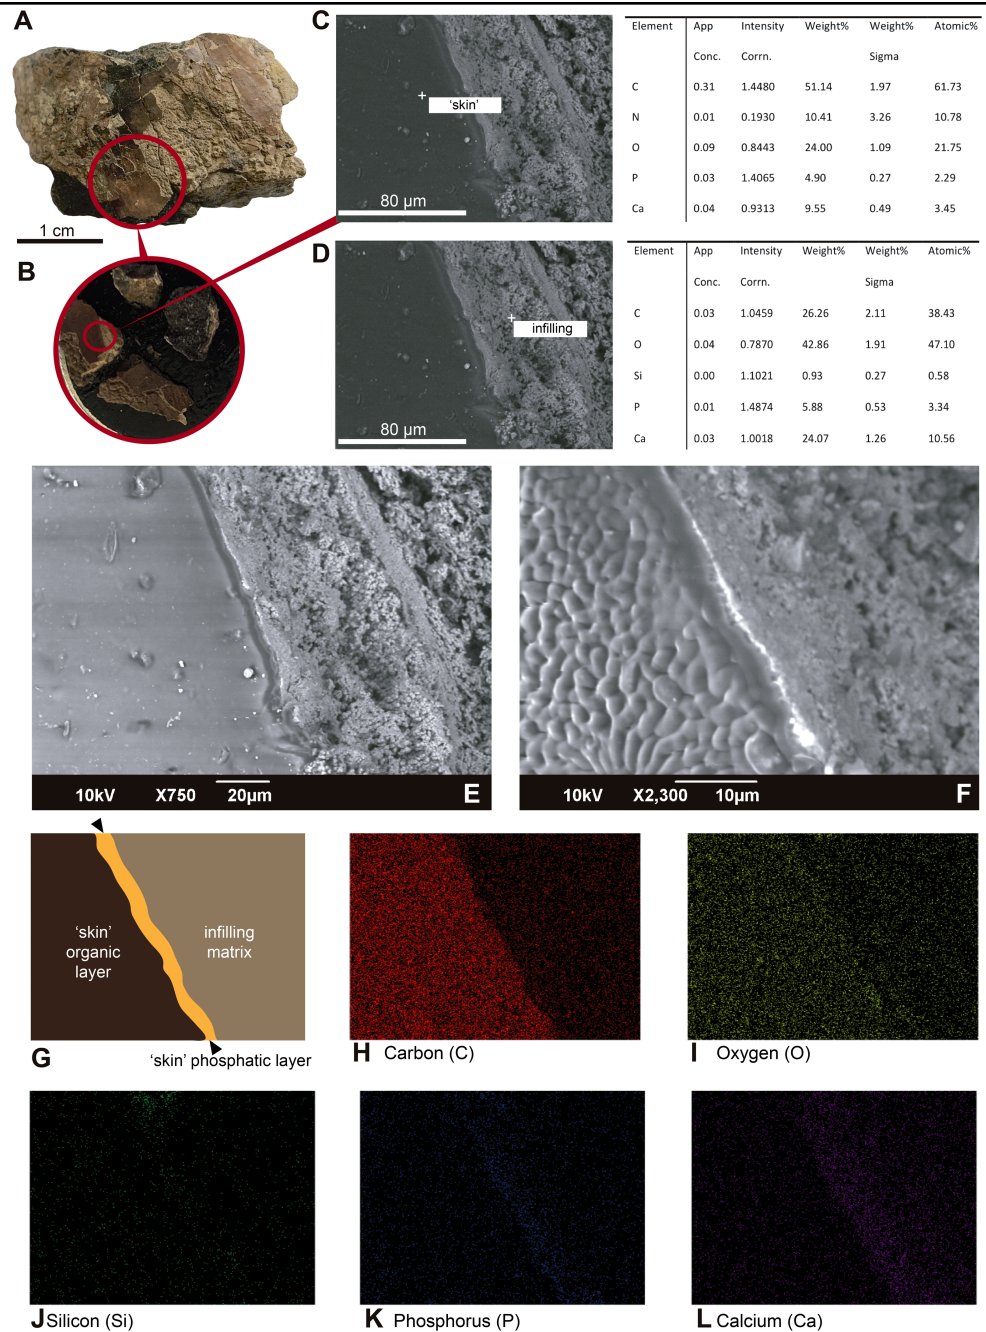 A
1 cm
B
C
'skin'
80 µm
Element App Intensity Weight% Weight% Atomic%
Conc. Corrn. Sigma
C 0.31 1.4480 51.14 1.97 61.73
N 0.01 0.1930 10.41 3.26 10.78
O 0.09 0.8443 24.00 1.09 21.75
P 0.03 1.4065 4.90 0.27 2.29
Ca 0.04 0.9313 9.55 0.49 3.45
D
infilling
80 µm
Element App Intensity Weight% Weight% Atomic%
Conc. Corrn. Sigma
C 0.03 1.0459 26.26 2.11 38.43
O 0.04 0.7870 42.86 1.91 47.10
Si 0.00 1.1021 0.93 0.27 0.58
P 0.01 1.4874 5.88 0.53 3.34
Ca 0.03 1.0018 24.07 1.26 10.56
10kV X750 20µm E
10kV X2,300 10µm F
'skin'
organic
layer
infilling
matrix
G
'skin' phosphatic layer
H Carbon (C)
I Oxygen (O)
J Silicon (Si)
K Phosphorus (P)
L Calcium (Ca)